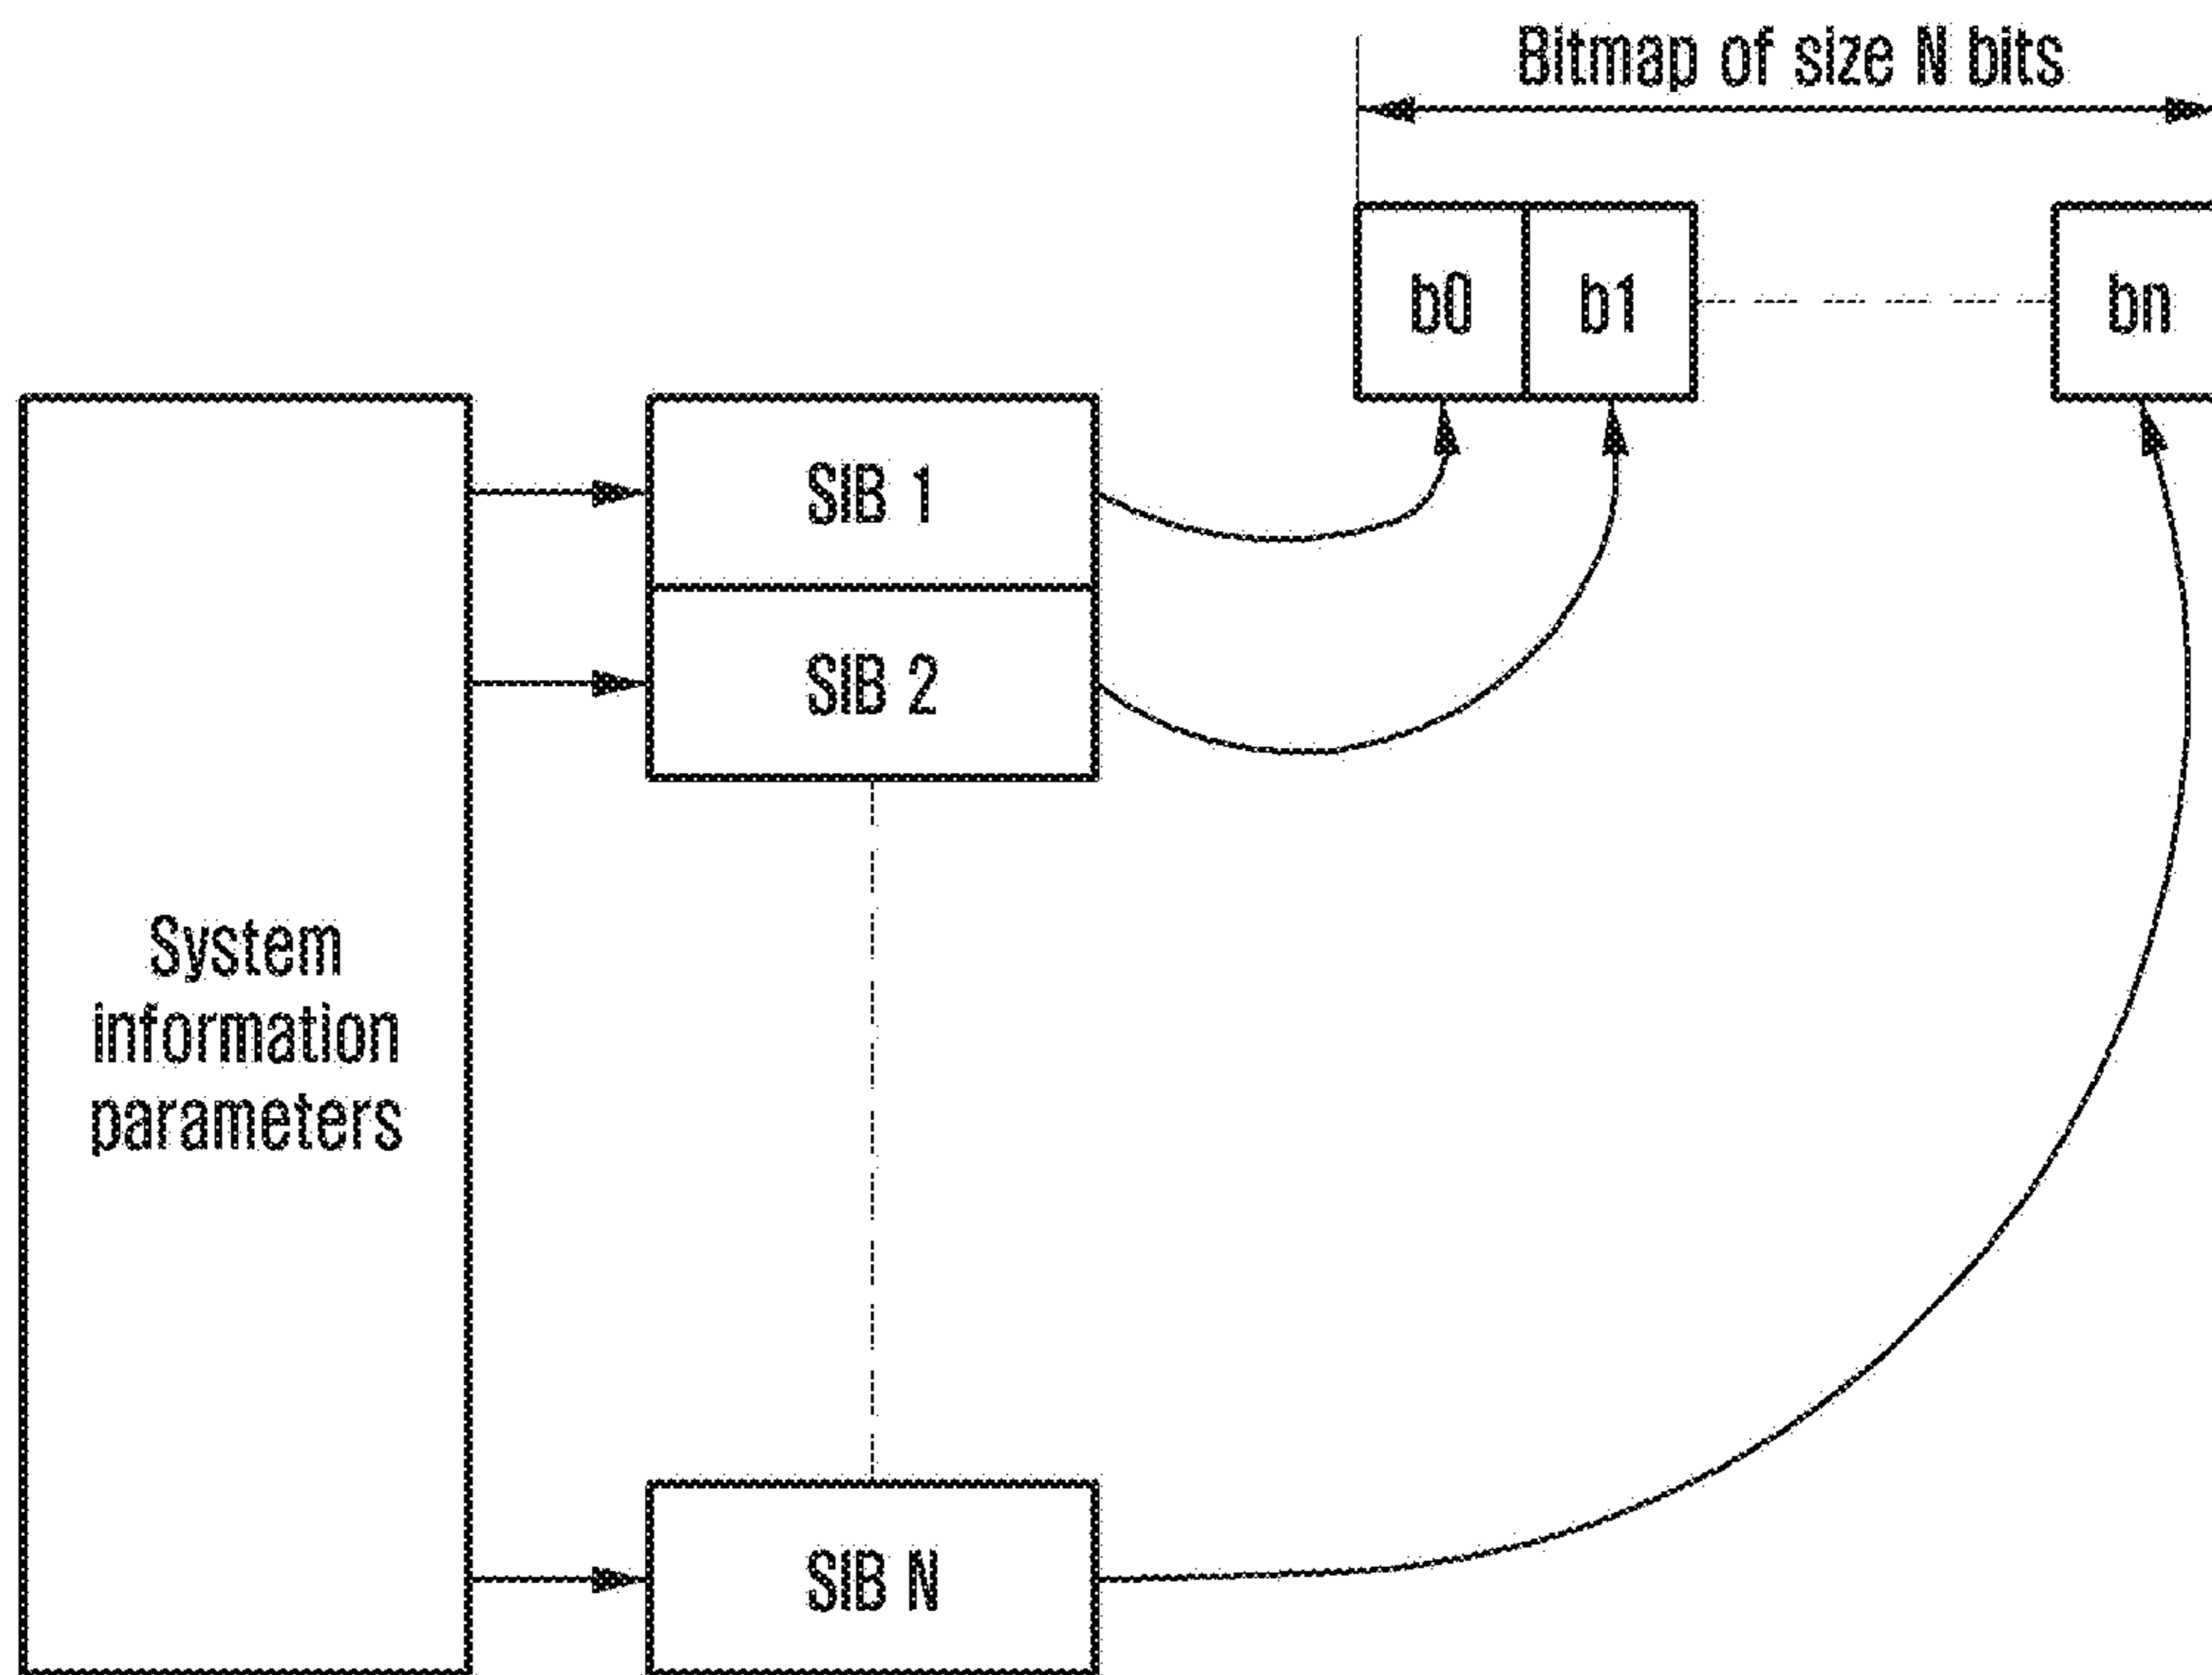 Bitmap of size N bits
b0
b1
bn
SIB 1
SIB 2
System
information
parameters
SIB N